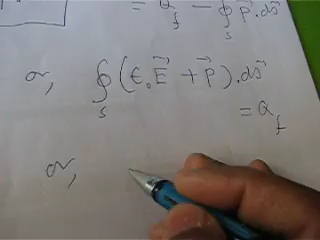 = Q_f - ∮_S P⃗.ds⃗
or, ∮_S (ε₀E⃗ + P⃗).ds⃗
= Q_f
or,